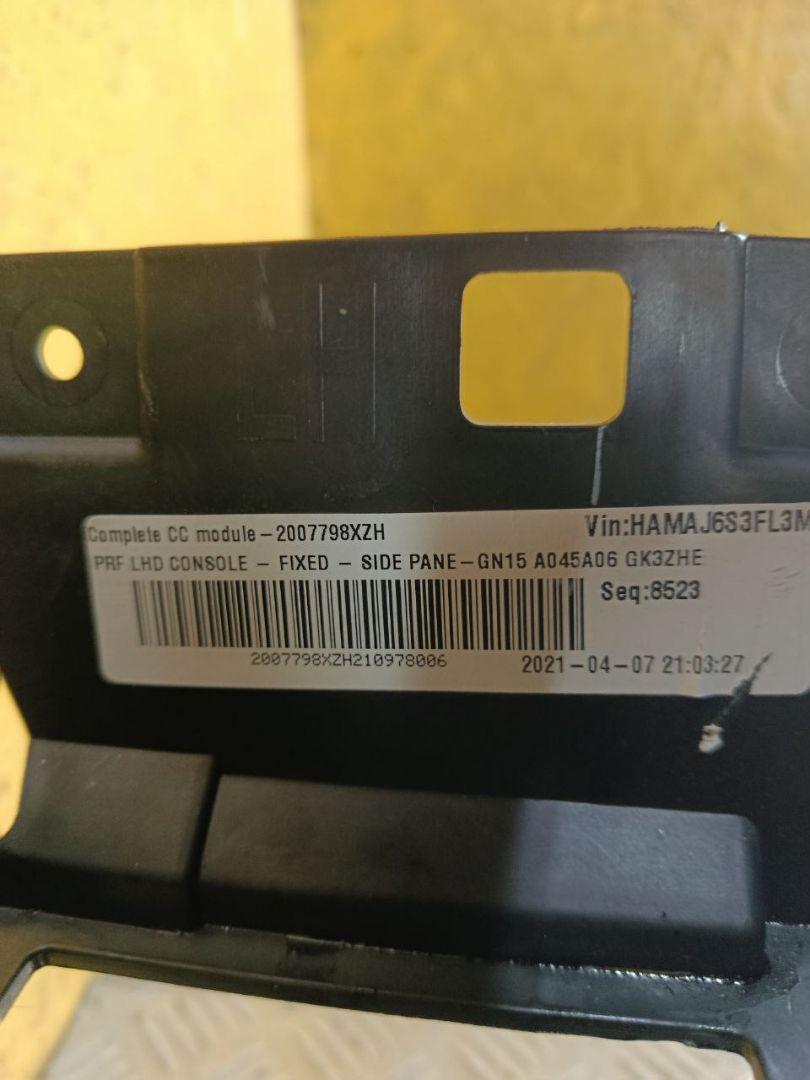 LH
Complete CC module-2007798XZH
Vin:HAMAJ6S3FL3M
PRF LHD CONSOLE - FIXED - SIDE PANE-GN15 A045A06 GK3ZHE
Seq:8523
2007798XZH210978006
2021-04-07 21:03:27